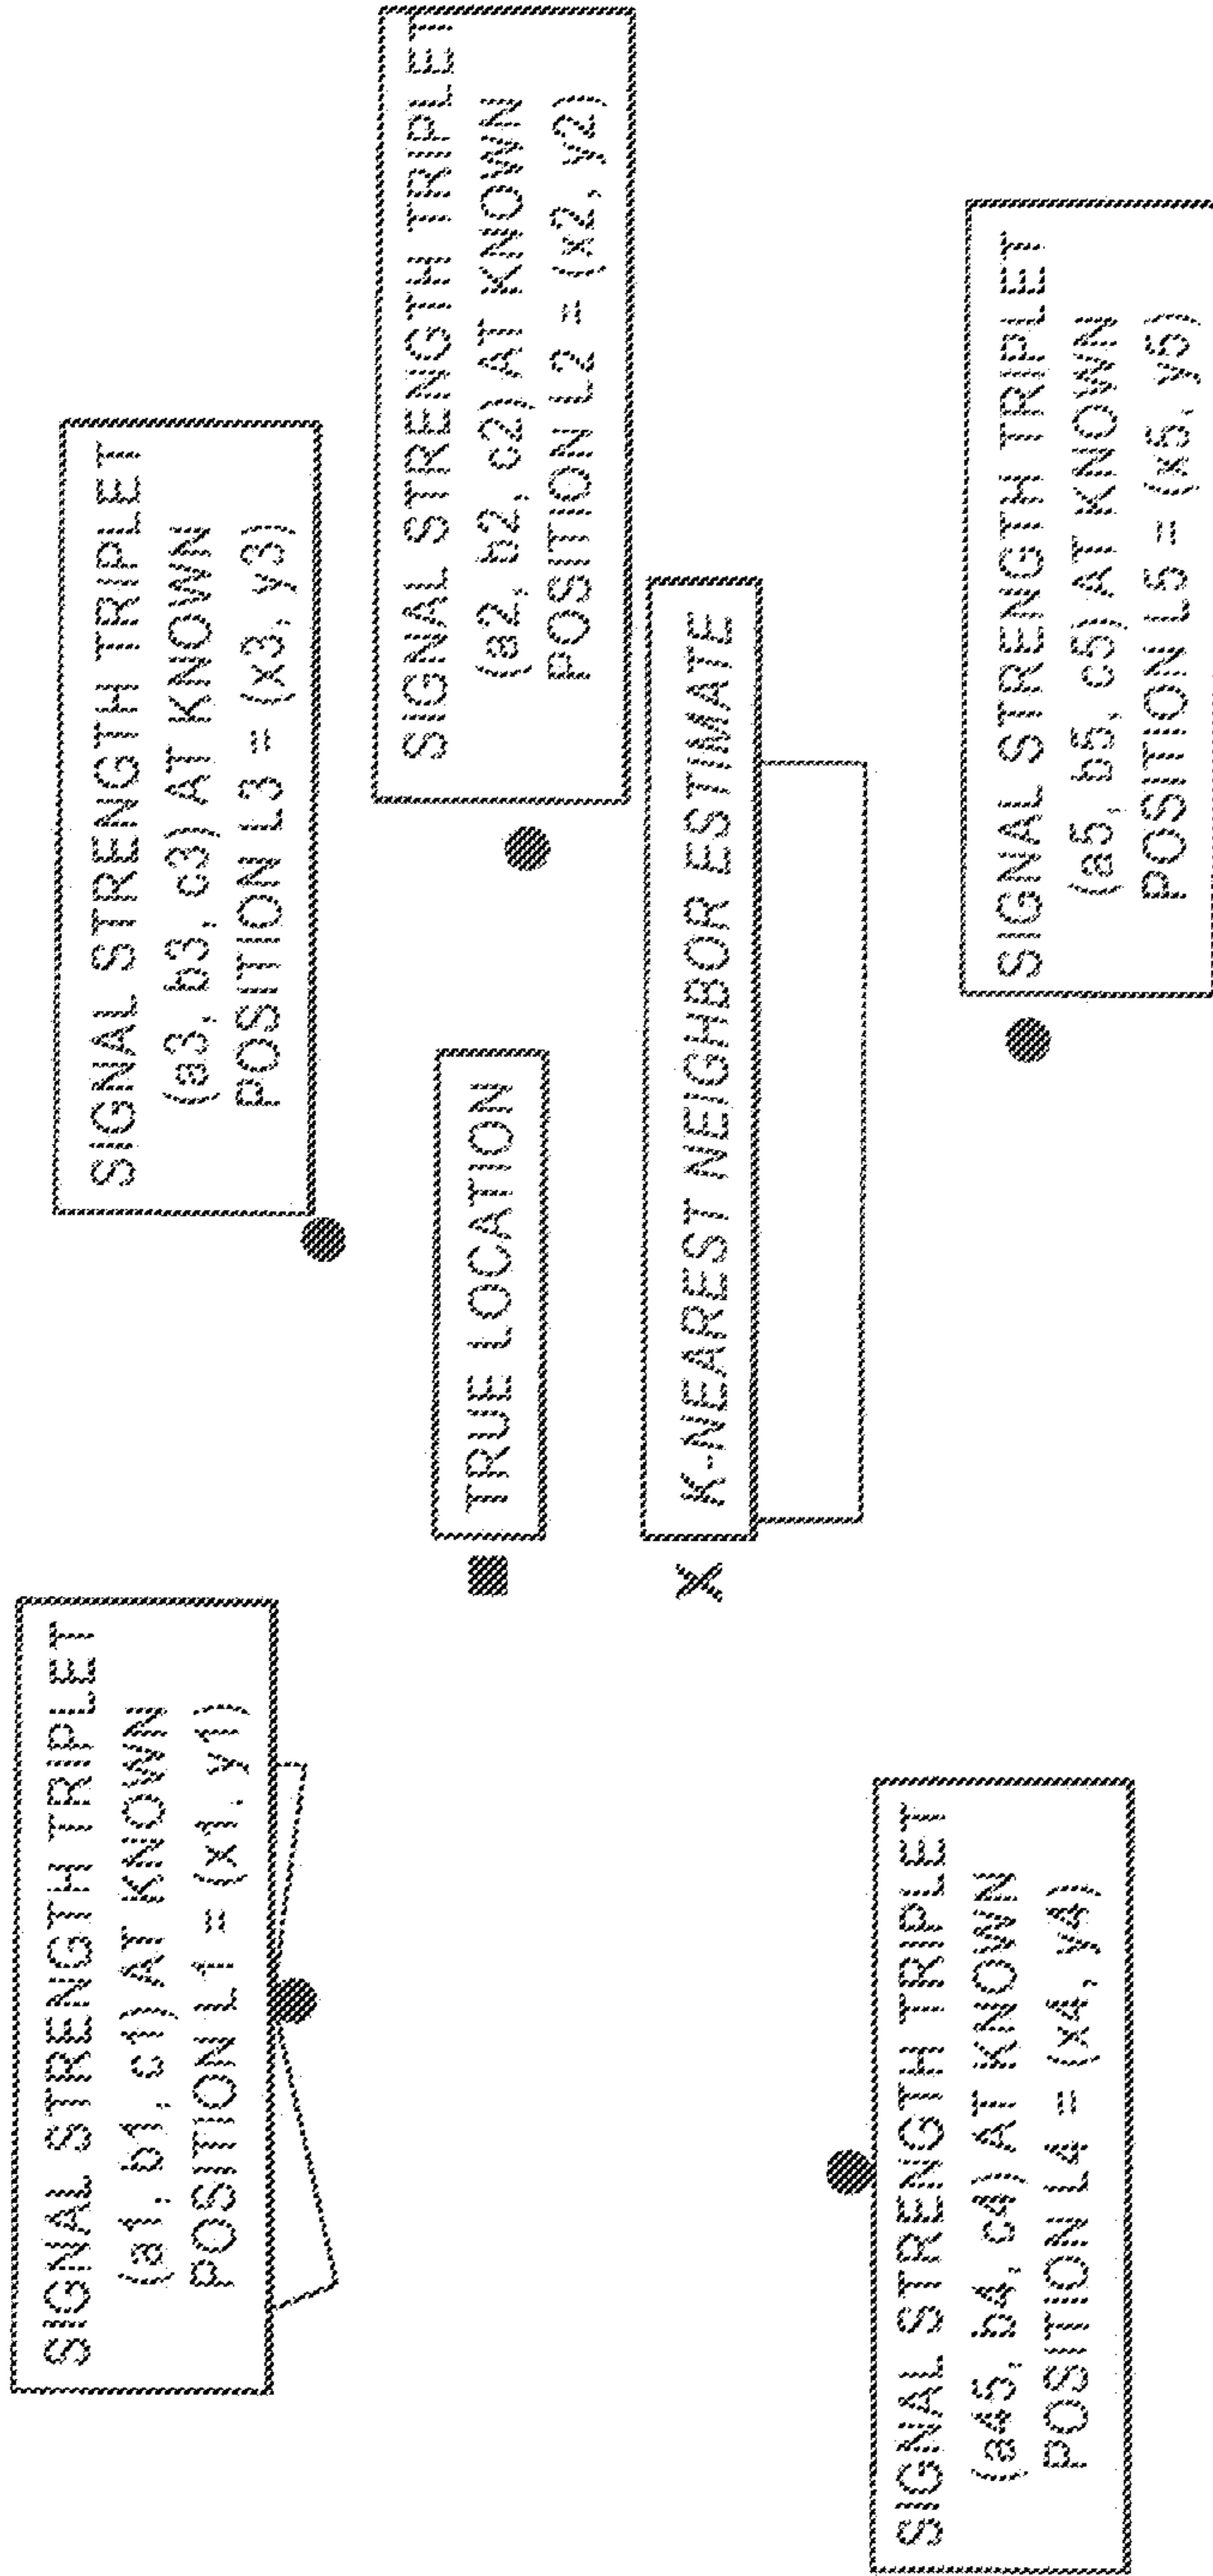 SIGNAL STRENGTH TRIPLET
(a1, b1, c1) AT KNOWN
POSITION L1 = (x1, y1)
SIGNAL STRENGTH TRIPLET
(a3, b3, c3) AT KNOWN
POSITION L3 = (x3, y3)
SIGNAL STRENGTH TRIPLET
(a2, b2, c2) AT KNOWN
POSITION L2 = (x2, y2)
TRUE LOCATION
X K-NEAREST NEIGHBOR ESTIMATE
SIGNAL STRENGTH TRIPLET
(a45, b4, c4) AT KNOWN
POSITION L4 = (x4, y4)
SIGNAL STRENGTH TRIPLET
(a5, b5, c5) AT KNOWN
POSITION L5 = (x5, y5)